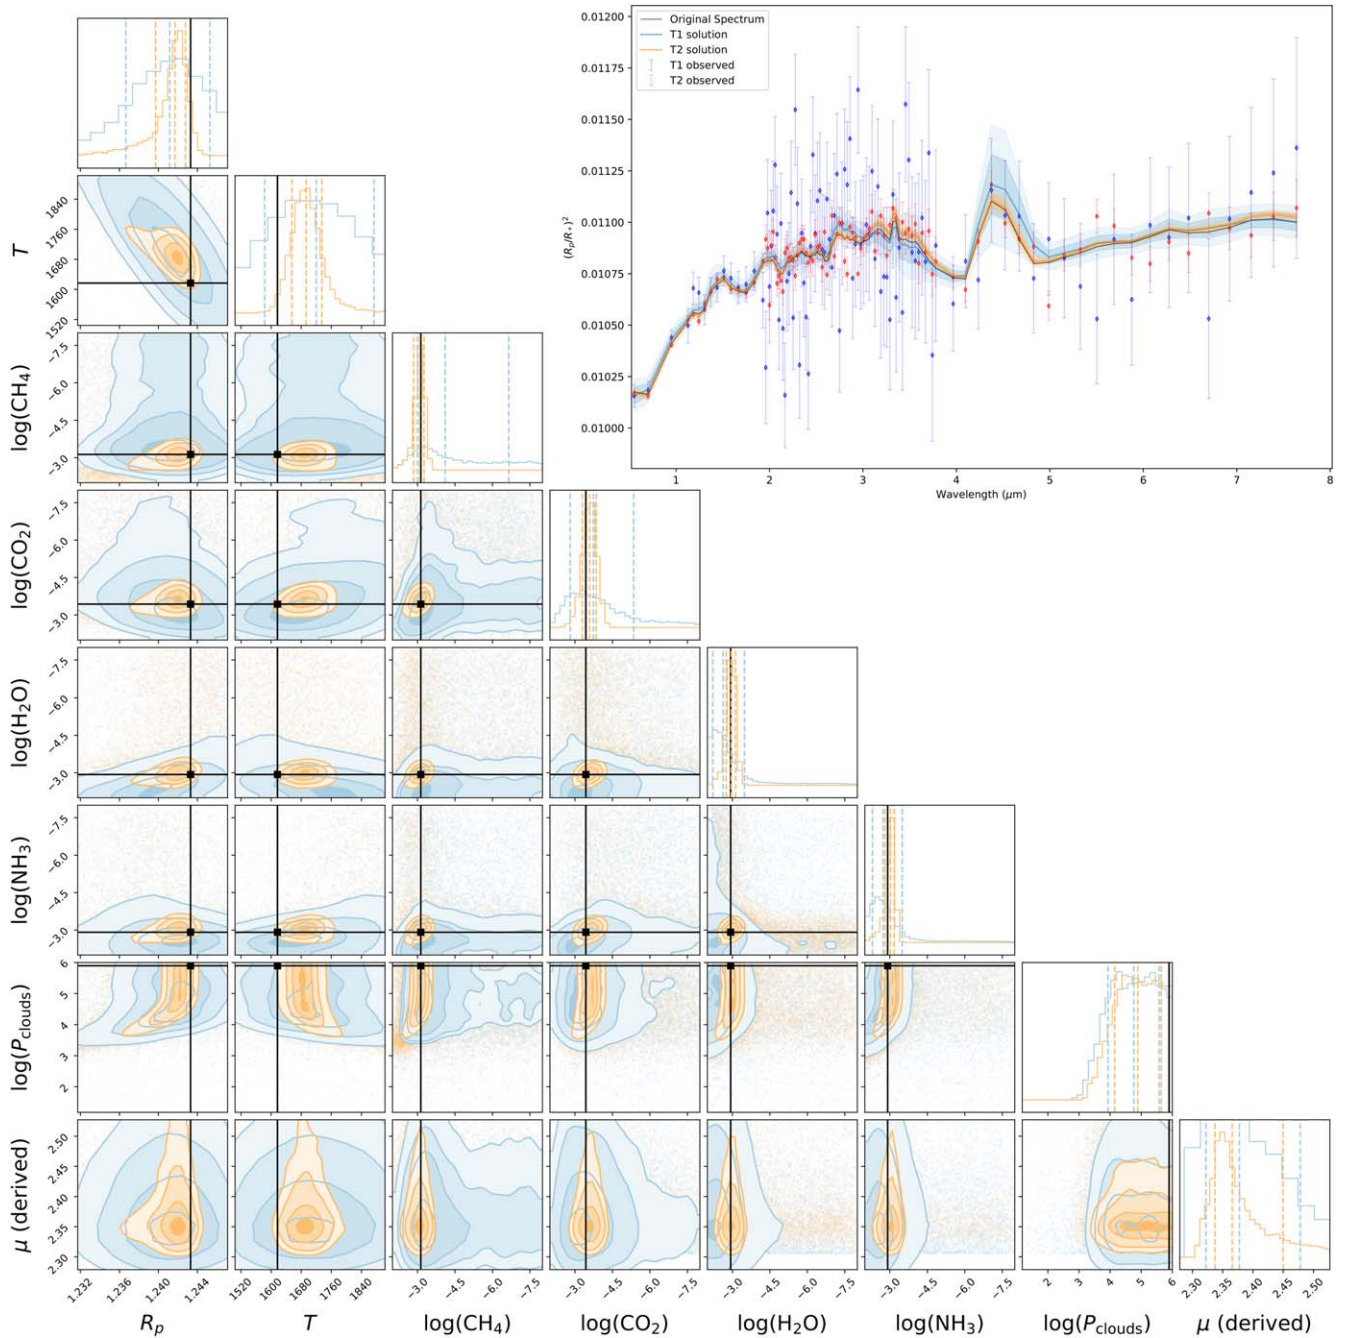 0.01200
0.01175
0.01150
0.01125
0.01100
0.01075
0.01050
0.01025
0.01000
(Rp/R*)²
Original Spectrum
T1 solution
T2 solution
T1 observed
T2 observed
1 2 3 4 5 6 7 8
Wavelength (μm)
T
1840
1760
1680
1600
1520
log(CH₄)
−7.5
−6.0
−4.5
−3.0
log(CO₂)
−7.5
−6.0
−4.5
−3.0
log(H₂O)
−7.5
−6.0
−4.5
−3.0
log(NH₃)
−7.5
−6.0
−4.5
−3.0
log(Pclouds)
6
5
4
3
2
μ (derived)
2.50
2.45
2.40
2.35
2.30
1.232 1.236 1.240 1.244 1520 1600 1680 1760 1840 −3.0 −4.5 −6.0 −7.5 −3.0 −4.5 −6.0 −7.5 −3.0 −4.5 −6.0 −7.5 −3.0 −4.5 −6.0 −7.5 2 3 4 5 6 2.30 2.35 2.40 2.45 2.50
Rp T log(CH₄) log(CO₂) log(H₂O) log(NH₃) log(Pclouds) μ (derived)